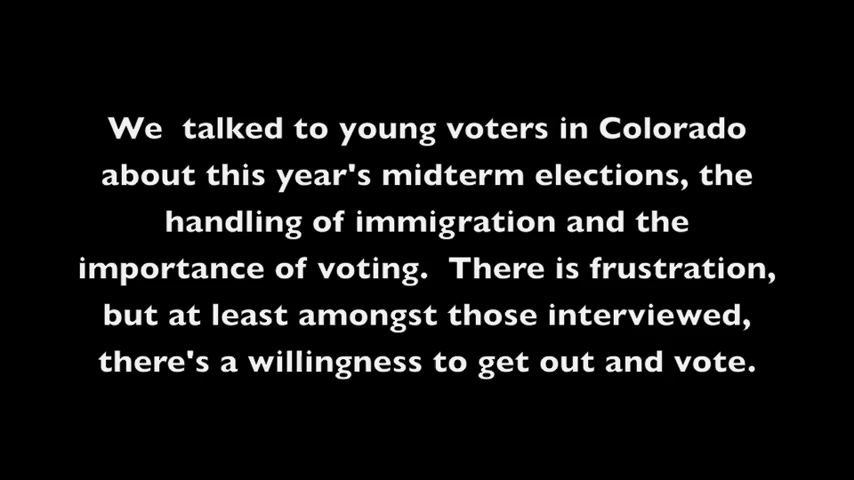 We  talked to young voters in Colorado
about this year's midterm elections, the
handling of immigration and the
importance of voting.  There is frustration,
but at least amongst those interviewed,
there's a willingness to get out and vote.